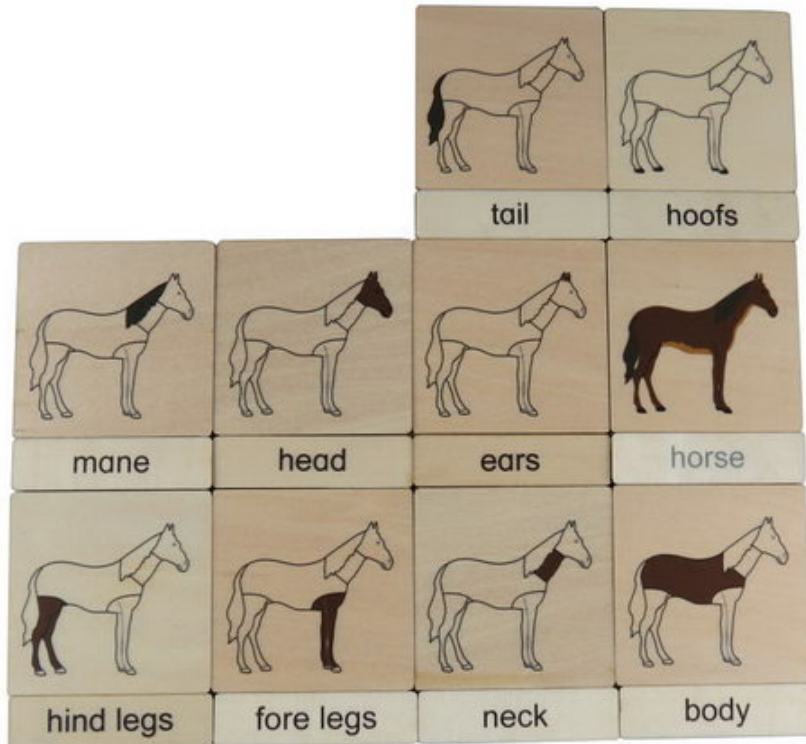 tail
hoofs
mane
head
ears
horse
hind legs
fore legs
neck
body